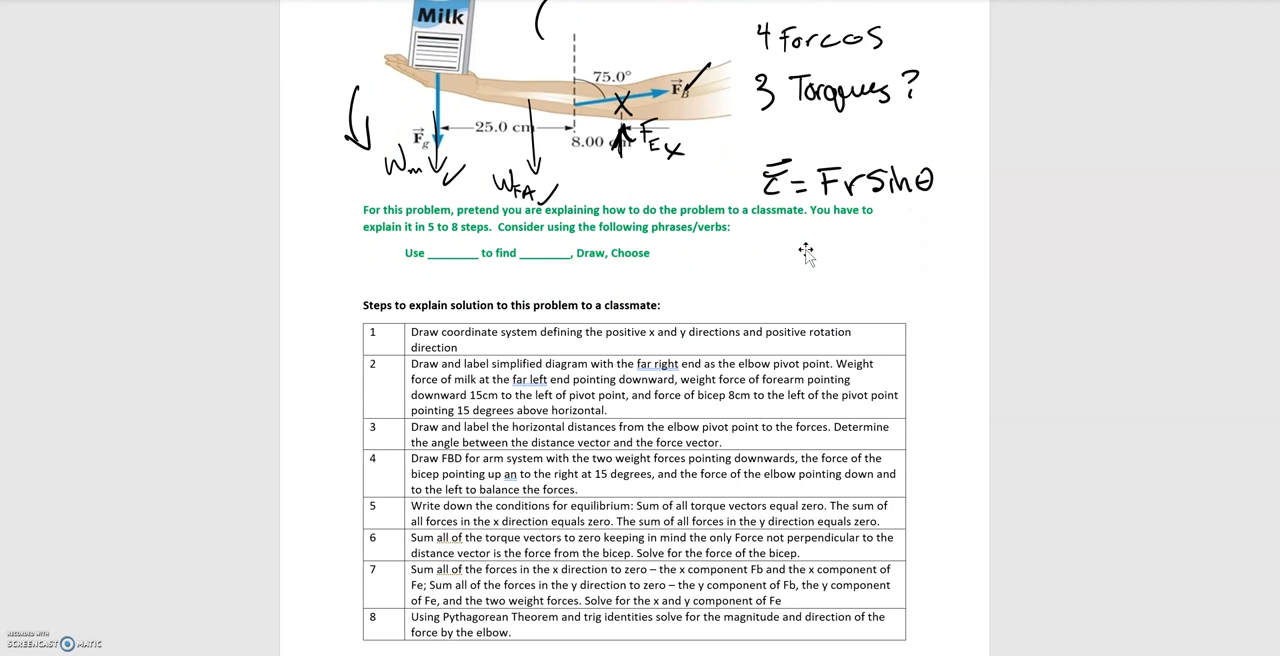 Milk
4 Forces
75.0°
F_B
3 Torques ?
25.0 cm
F_g
8.00
F_E x
W_m
W_FA
τ = F r sin θ
For this problem, pretend you are explaining how to do the problem to a classmate. You have to
explain it in 5 to 8 steps. Consider using the following phrases/verbs:
Use ________ to find ________, Draw, Choose
Steps to explain solution to this problem to a classmate:
1 Draw coordinate system defining the positive x and y directions and positive rotation
direction
2 Draw and label simplified diagram with the far right end as the elbow pivot point. Weight
force of milk at the far left end pointing downward, weight force of forearm pointing
downward 15cm to the left of pivot point, and force of bicep 8cm to the left of the pivot point
pointing 15 degrees above horizontal.
3 Draw and label the horizontal distances from the elbow pivot point to the forces. Determine
the angle between the distance vector and the force vector.
4 Draw FBD for arm system with the two weight forces pointing downwards, the force of the
bicep pointing up an to the right at 15 degrees, and the force of the elbow pointing down and
to the left to balance the forces.
5 Write down the conditions for equilibrium: Sum of all torque vectors equal zero. The sum of
all forces in the x direction equals zero. The sum of all forces in the y direction equals zero.
6 Sum all of the torque vectors to zero keeping in mind the only Force not perpendicular to the
distance vector is the force from the bicep. Solve for the force of the bicep.
7 Sum all of the forces in the x direction to zero – the x component Fb and the x component of
Fe; Sum all of the forces in the y direction to zero – the y component of Fb, the y component
of Fe, and the two weight forces. Solve for the x and y component of Fe
8 Using Pythagorean Theorem and trig identities solve for the magnitude and direction of the
force by the elbow.
RECORDED WITH
SCREENCAST MATIC